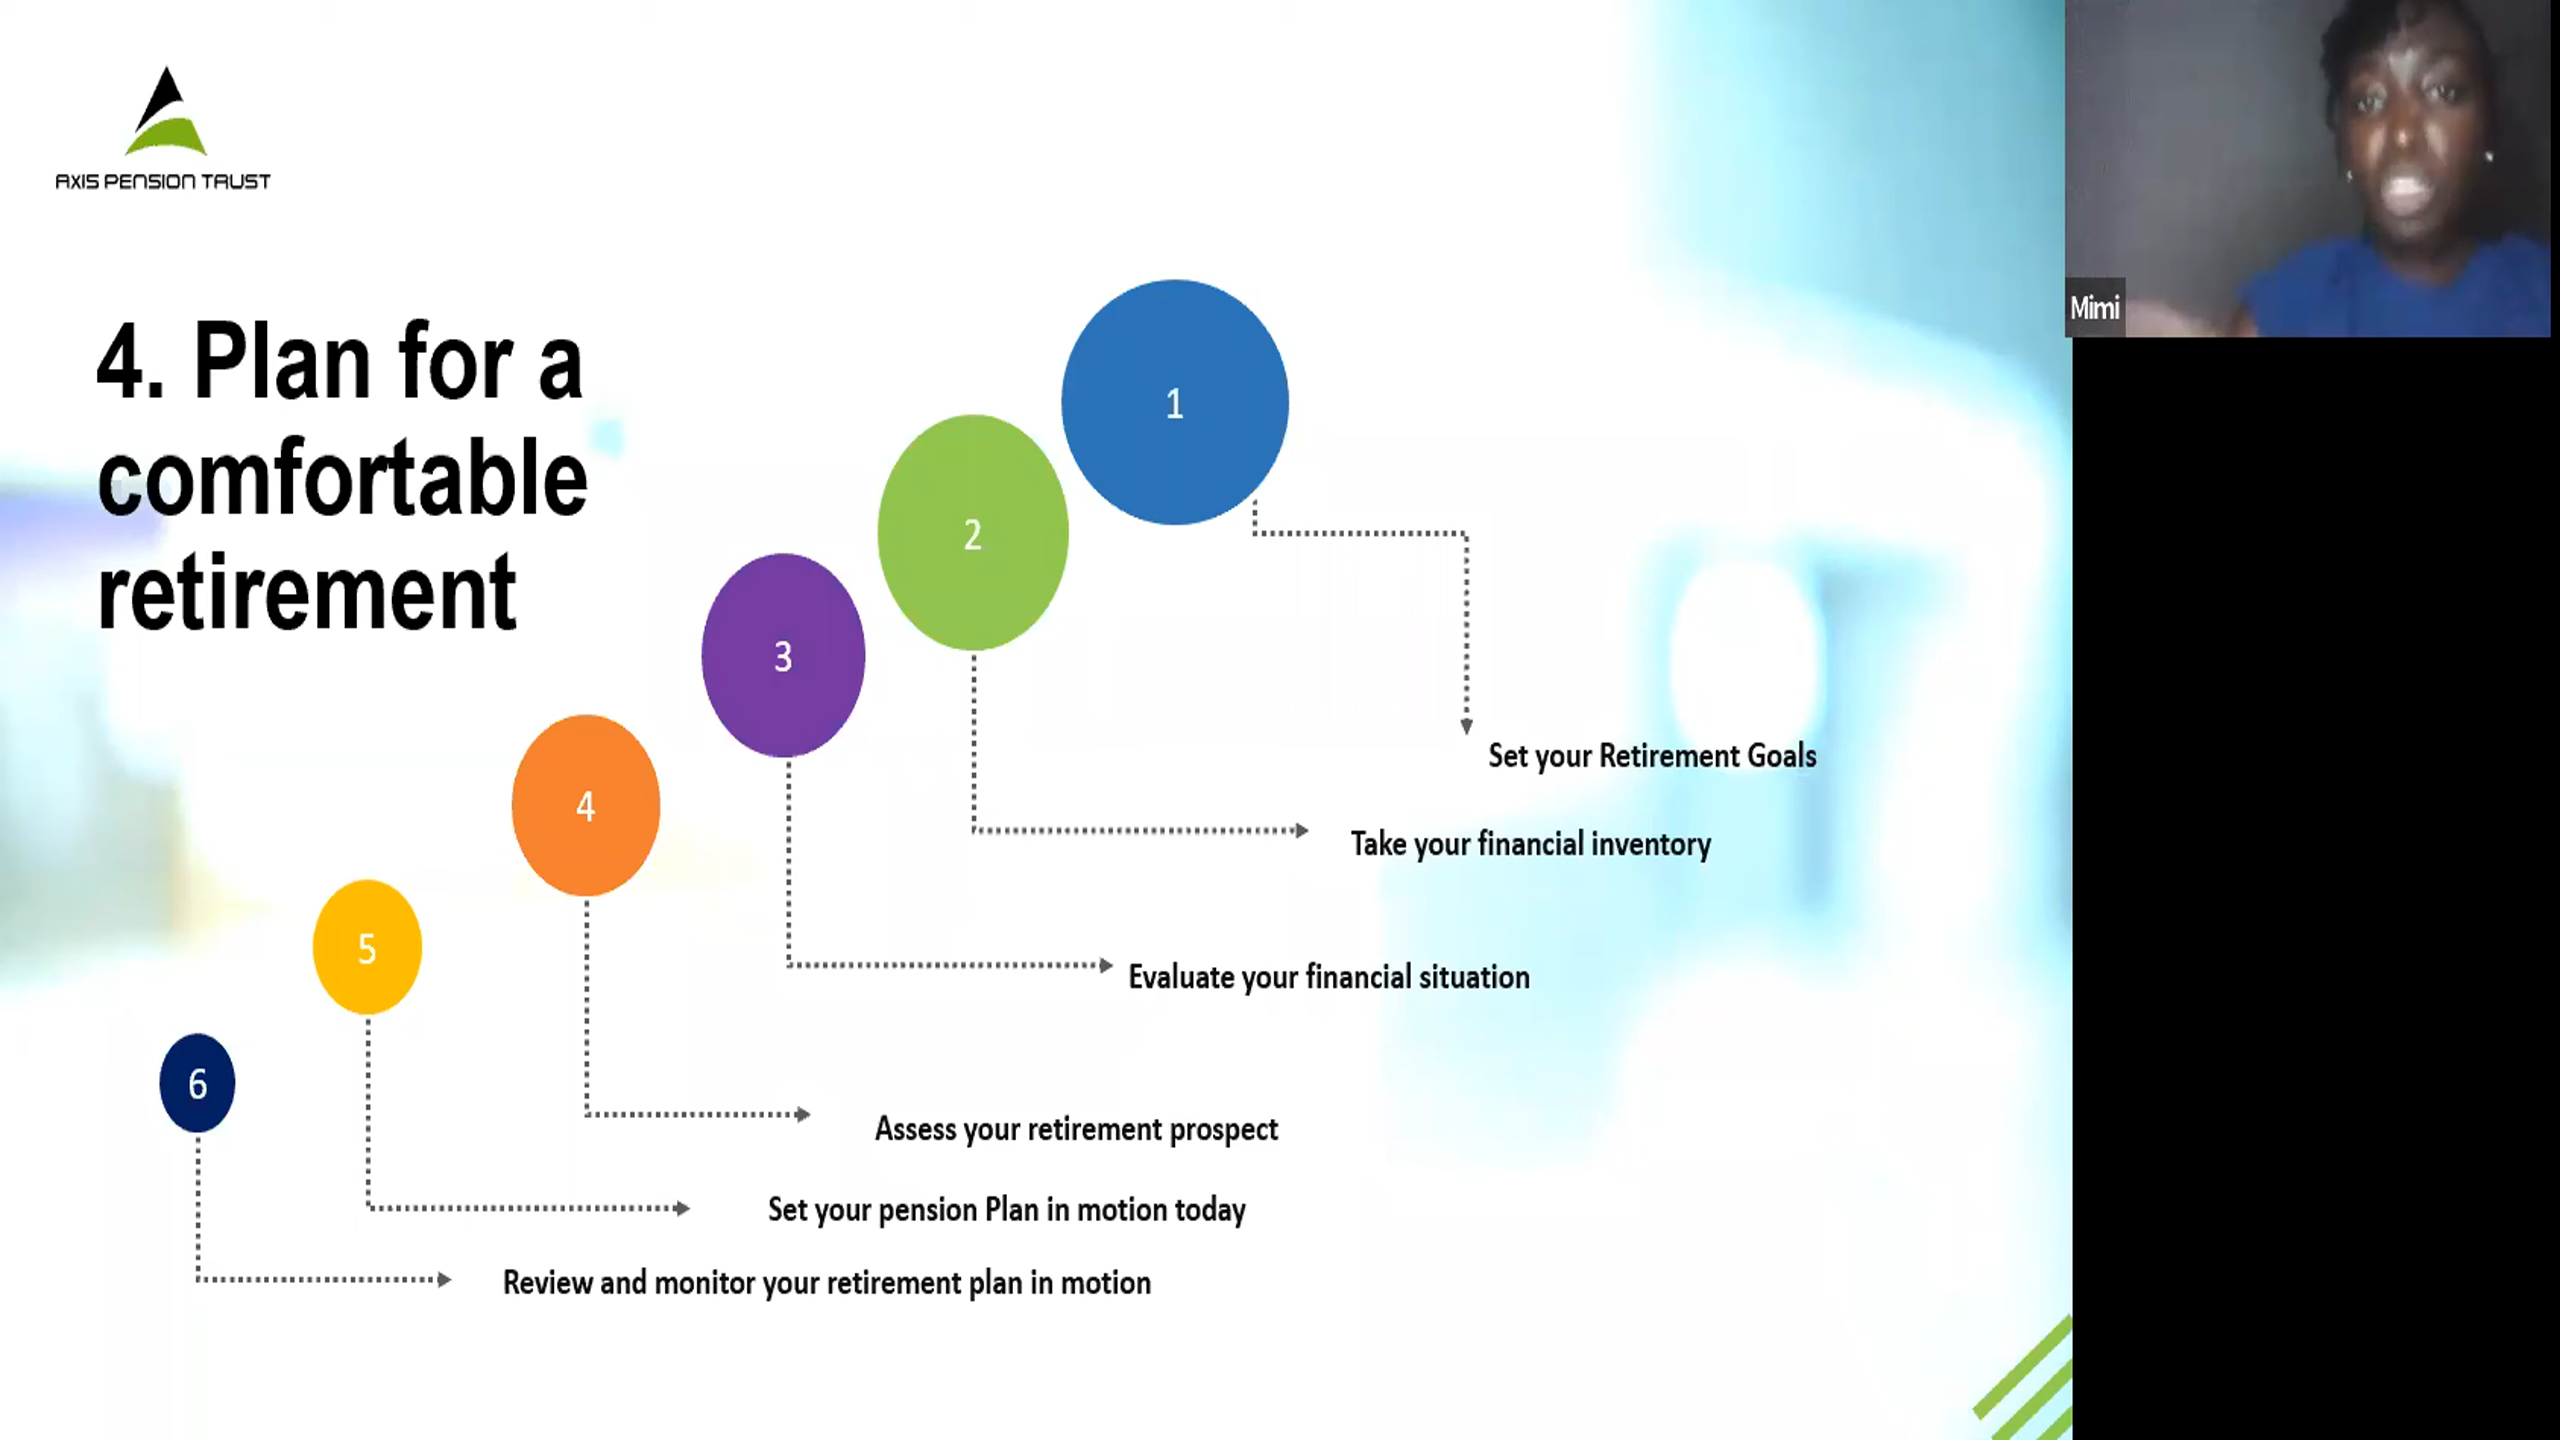 AXIS PENSION TRUST
Mimi
4. Plan for a
comfortable
retirement
1
2
3
4
5
6
Set your Retirement Goals
Take your financial inventory
Evaluate your financial situation
Assess your retirement prospect
Set your pension Plan in motion today
Review and monitor your retirement plan in motion